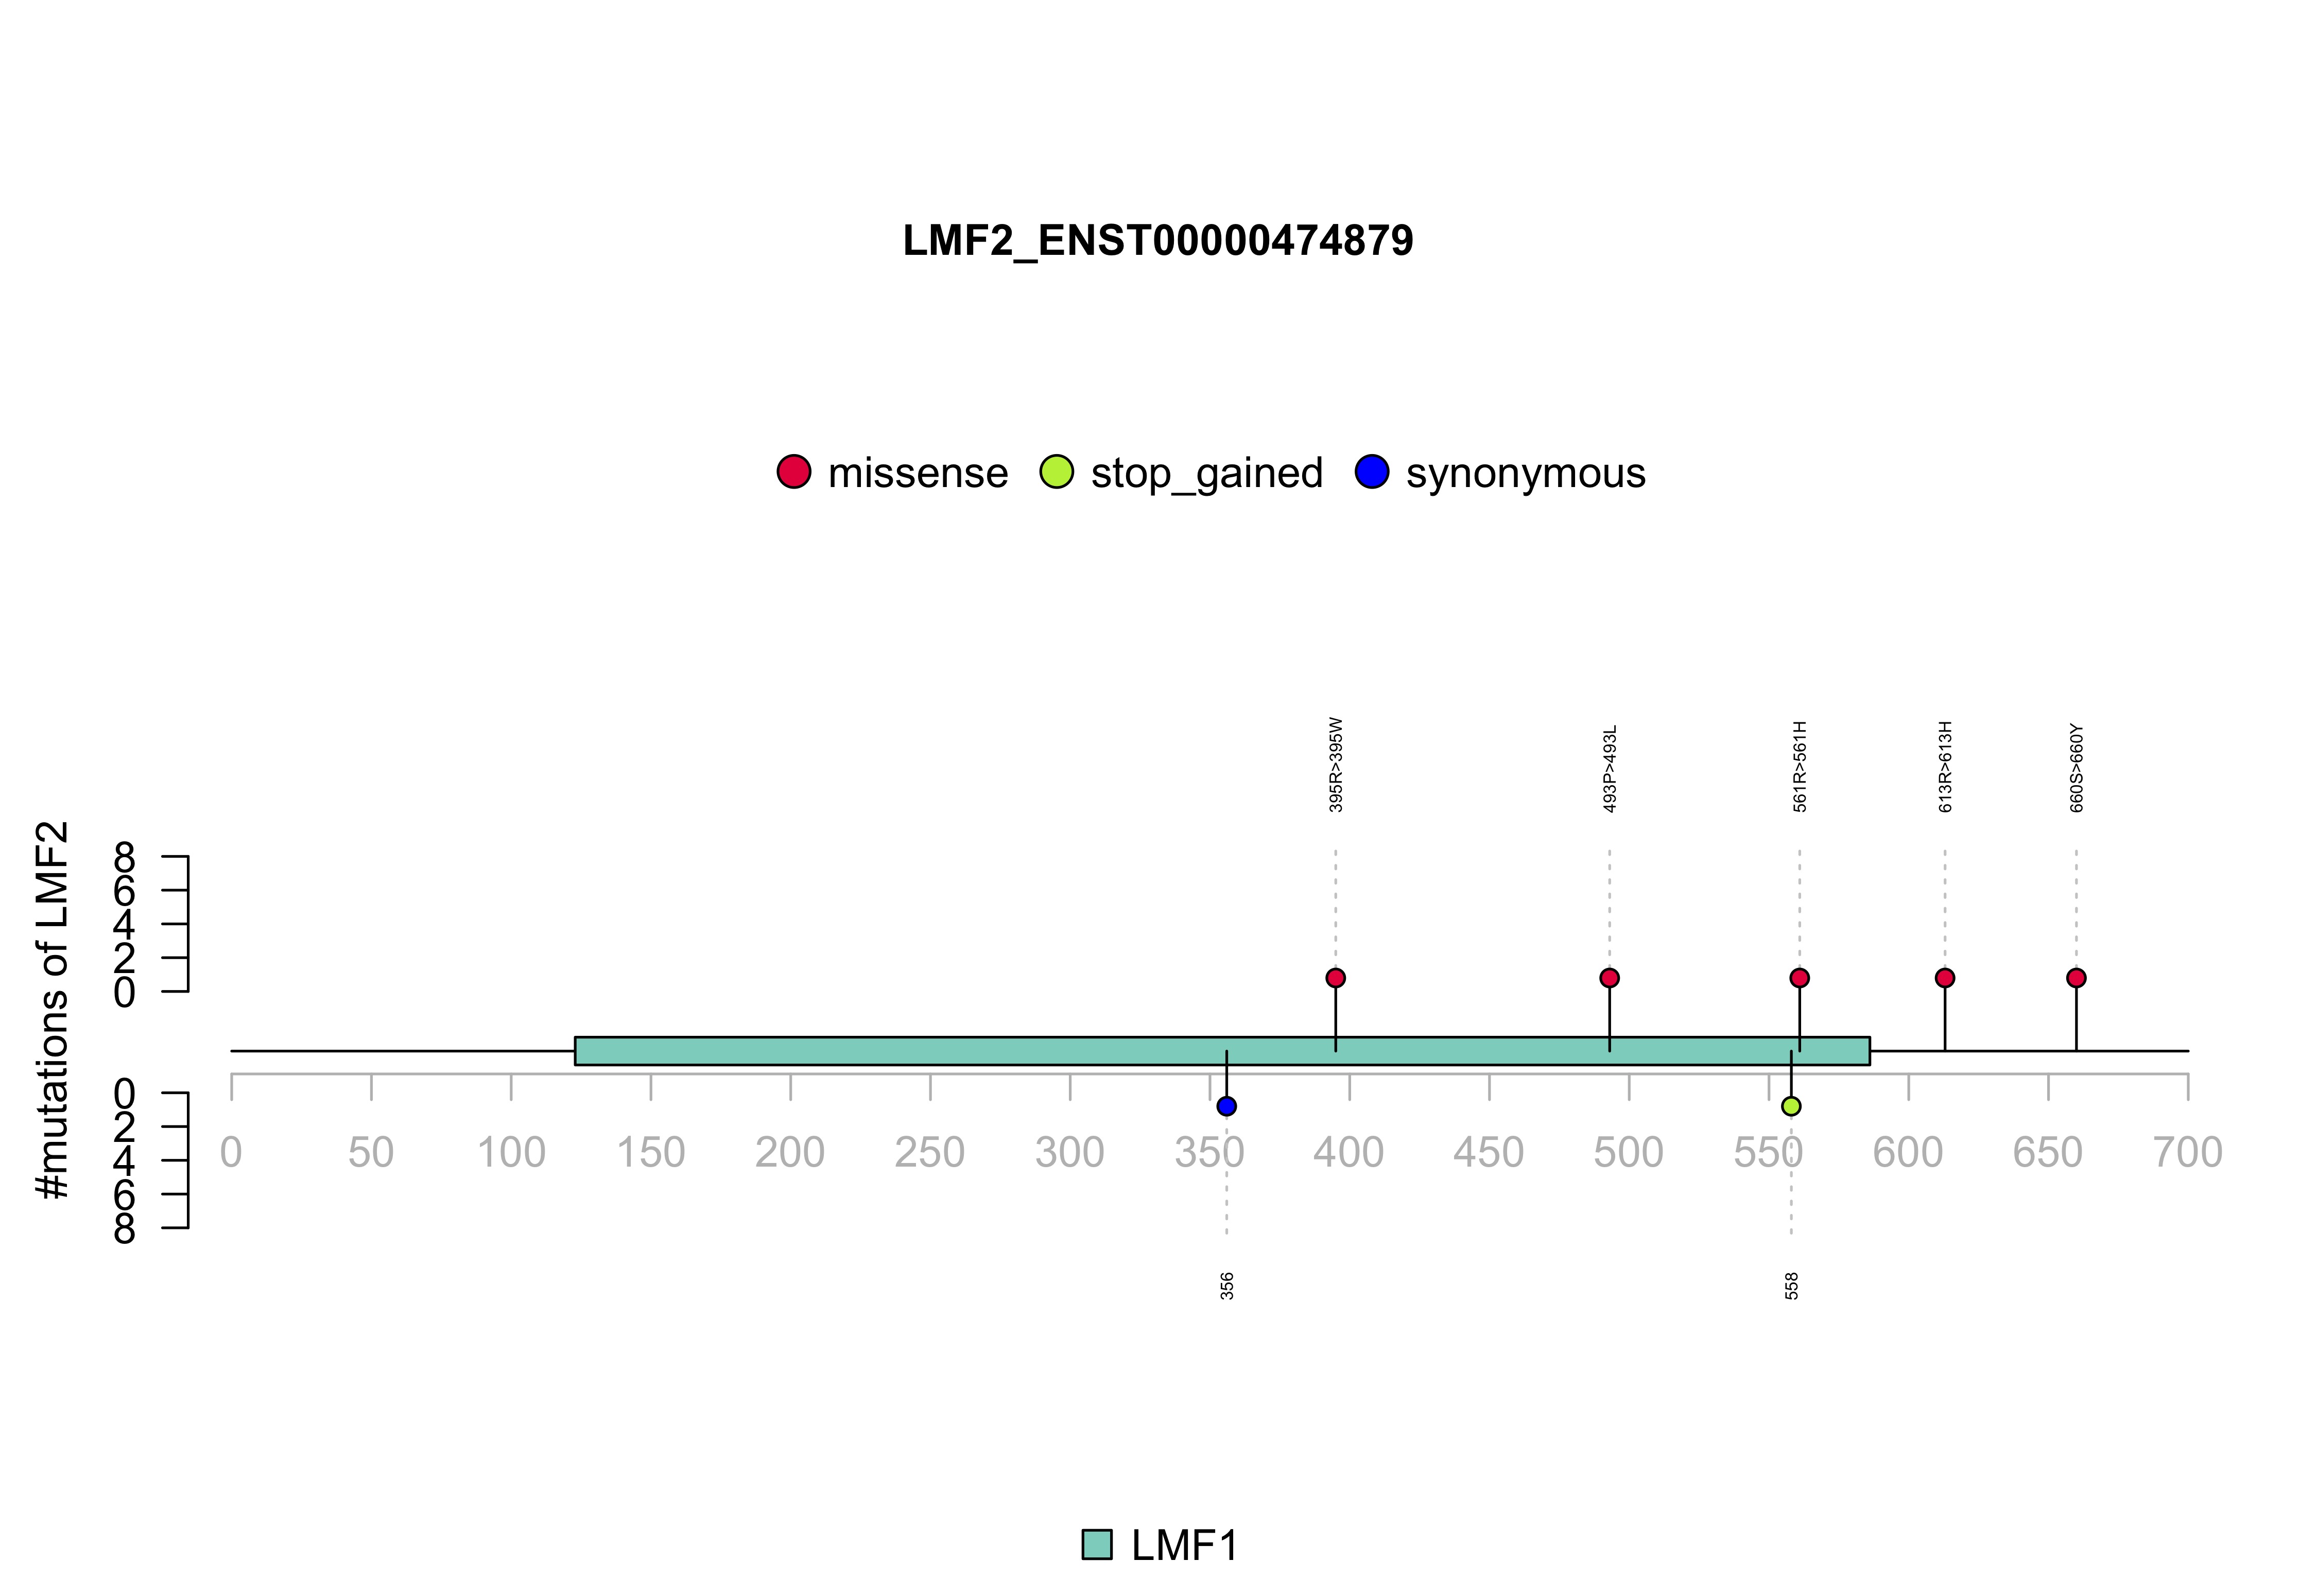 LMF2_ENST00000474879
missense stop_gained synonymous
395R>395W 493P>493L 561R>561H 613R>613H 660S>660Y
#mutations of LMF2
8
6
4
2
0
0
2
4
6
8
0 50 100 150 200 250 300 350 400 450 500 550 600 650 700
356 558
LMF1